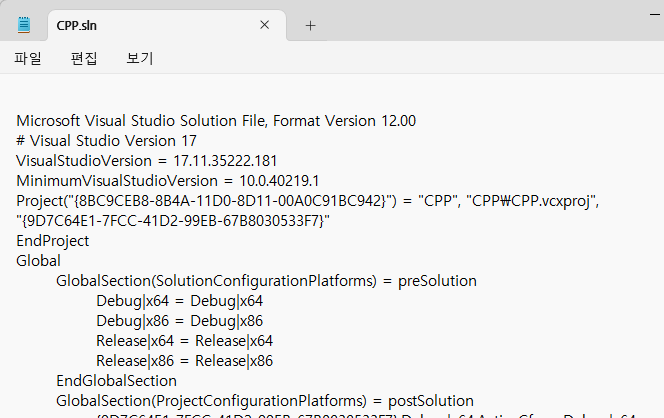 CPP.sln
파일 편집 보기
Microsoft Visual Studio Solution File, Format Version 12.00
# Visual Studio Version 17
VisualStudioVersion = 17.11.35222.181
MinimumVisualStudioVersion = 10.0.40219.1
Project("{8BC9CEB8-8B4A-11D0-8D11-00A0C91BC942}") = "CPP", "CPP₩CPP.vcxproj",
"{9D7C64E1-7FCC-41D2-99EB-67B8030533F7}"
EndProject
Global
GlobalSection(SolutionConfigurationPlatforms) = preSolution
Debug|x64 = Debug|x64
Debug|x86 = Debug|x86
Release|x64 = Release|x64
Release|x86 = Release|x86
EndGlobalSection
GlobalSection(ProjectConfigurationPlatforms) = postSolution